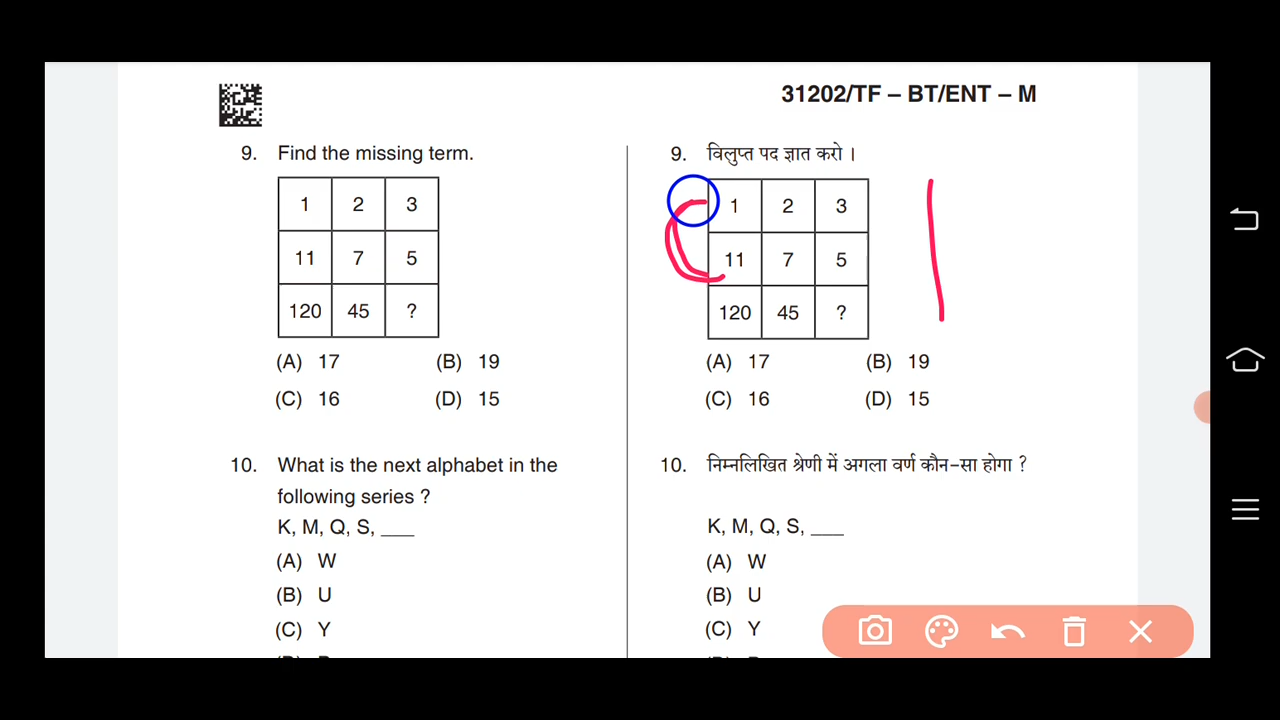 31202/TF – BT/ENT – M
9. Find the missing term.
1 2 3
11 7 5
120 45 ?
(A) 17 (B) 19
(C) 16 (D) 15
10. What is the next alphabet in the
following series ?
K, M, Q, S, ___
(A) W
(B) U
(C) Y
9. विलुप्त पद ज्ञात करो ।
1 2 3
11 7 5
120 45 ?
(A) 17 (B) 19
(C) 16 (D) 15
10. निम्नलिखित श्रेणी में अगला वर्ण कौन-सा होगा ?
K, M, Q, S, ___
(A) W
(B) U
(C) Y